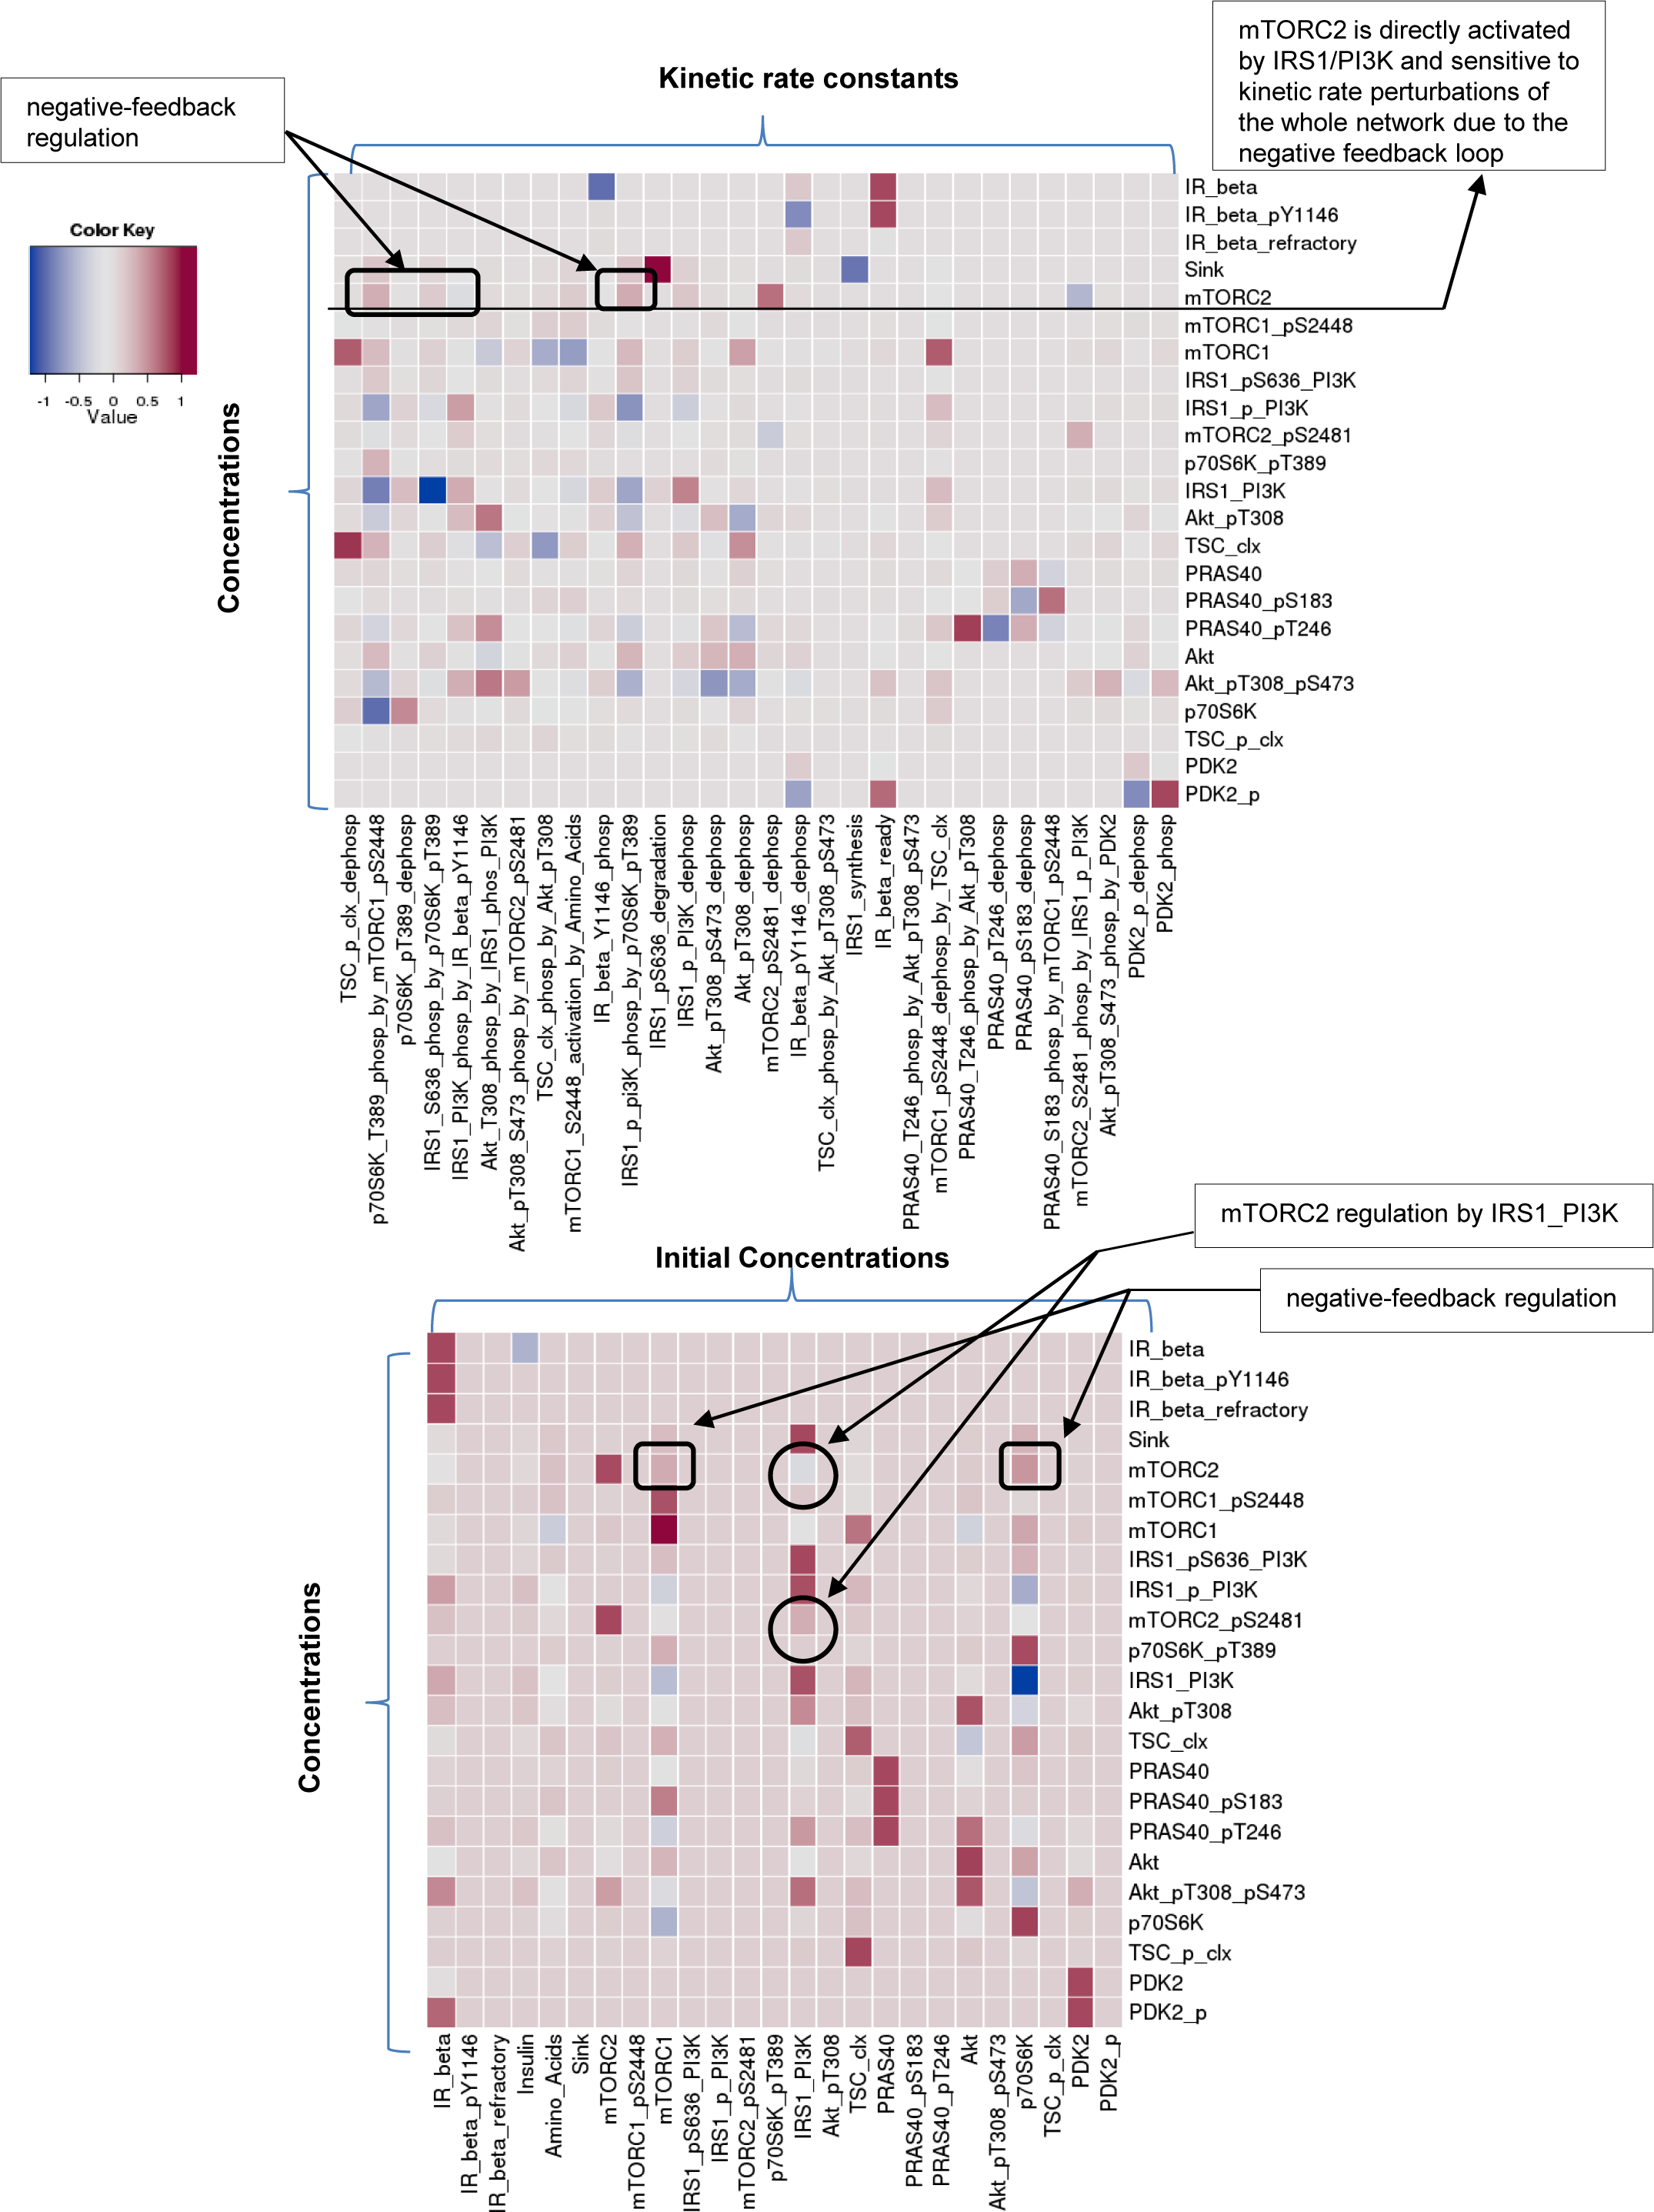 mTORC2 is directly activated
by IRS1/PI3K and sensitive to
kinetic rate perturbations of
the whole network due to the
negative feedback loop
Kinetic rate constants
negative-feedback
regulation
Color Key
-1 -0.5 0 0.5 1
Value
Concentrations
IR_beta
IR_beta_pY1146
IR_beta_refractory
Sink
mTORC2
mTORC1_pS2448
mTORC1
IRS1_pS636_PI3K
IRS1_p_PI3K
mTORC2_pS2481
p70S6K_pT389
IRS1_PI3K
Akt_pT308
TSC_clx
PRAS40
PRAS40_pS183
PRAS40_pT246
Akt
Akt_pT308_pS473
p70S6K
TSC_p_clx
PDK2
PDK2_p
TSC_p_clx_dephosp
p70S6K_T389_phosp_by_mTORC1_pS2448
p70S6K_pT389_dephosp
IRS1_S636_phosp_by_p70S6K_pT389
IRS1_PI3K_phosp_by_IR_beta_pY1146
Akt_T308_phosp_by_IRS1_phos_PI3K
Akt_pT308_S473_phosp_by_mTORC2_pS2481
TSC_clx_phosp_by_Akt_pT308
mTORC1_S2448_activation_by_Amino_Acids
IR_beta_Y1146_phosp
IRS1_p_pi3K_phosp_by_p70S6K_pT389
IRS1_pS636_degradation
IRS1_p_PI3K_dephosp
Akt_pT308_pS473_dephosp
Akt_pT308_dephosp
mTORC2_pS2481_dephosp
IR_beta_pY1146_dephosp
TSC_clx_phosp_by_Akt_pT308_pS473
IRS1_synthesis
IR_beta_ready
PRAS40_T246_phosp_by_Akt_pT308_pS473
mTORC1_pS2448_dephosp_by_TSC_clx
PRAS40_T246_phosp_by_Akt_pT308
PRAS40_pT246_dephosp
PRAS40_pS183_dephosp
PRAS40_S183_phosp_by_mTORC1_pS2448
mTORC2_S2481_phosp_by_IRS1_p_PI3K
Akt_pT308_S473_phosp_by_PDK2
PDK2_p_dephosp
PDK2_phosp
mTORC2 regulation by IRS1_PI3K
Initial Concentrations
negative-feedback regulation
Concentrations
IR_beta
IR_beta_pY1146
IR_beta_refractory
Sink
mTORC2
mTORC1_pS2448
mTORC1
IRS1_pS636_PI3K
IRS1_p_PI3K
mTORC2_pS2481
p70S6K_pT389
IRS1_PI3K
Akt_pT308
TSC_clx
PRAS40
PRAS40_pS183
PRAS40_pT246
Akt
Akt_pT308_pS473
p70S6K
TSC_p_clx
PDK2
PDK2_p
IR_beta
IR_beta_pY1146
IR_beta_refractory
Insulin
Amino_Acids
Sink
mTORC2
mTORC1_pS2448
mTORC1
IRS1_pS636_PI3K
IRS1_p_PI3K
mTORC2_pS2481
p70S6K_pT389
IRS1_PI3K
Akt_pT308
TSC_clx
PRAS40
PRAS40_pS183
PRAS40_pT246
Akt
Akt_pT308_pS473
p70S6K
TSC_p_clx
PDK2
PDK2_p